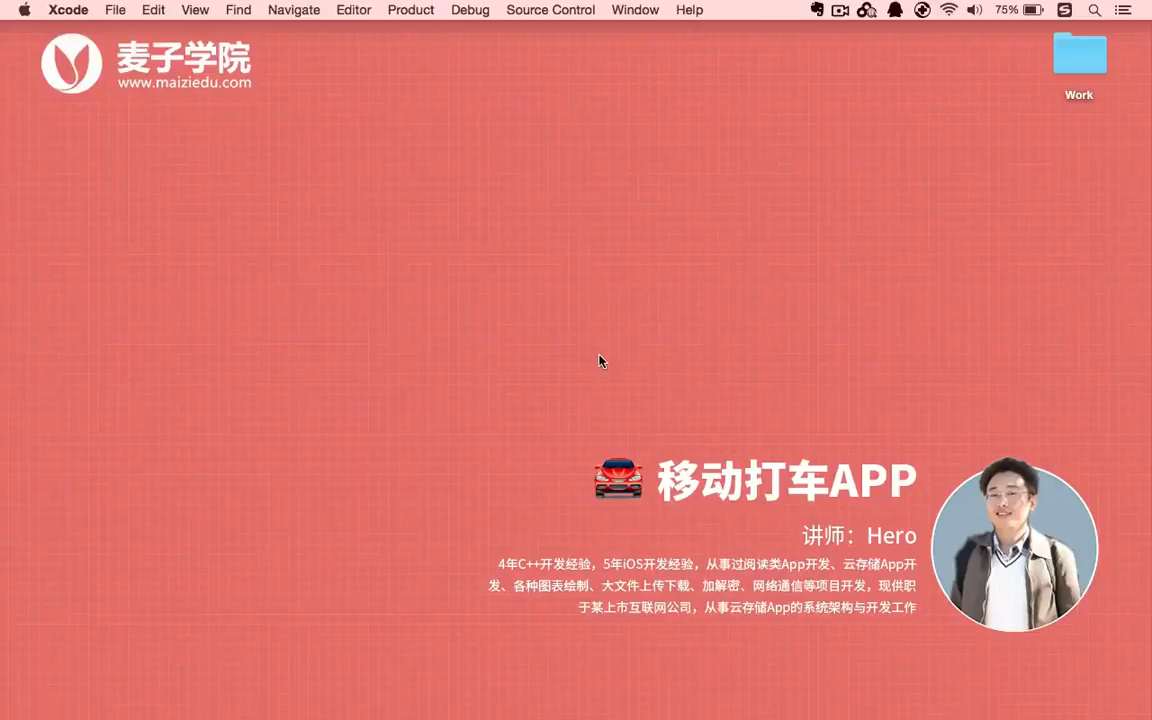 Xcode File Edit View Find Navigate Editor Product Debug Source Control Window Help 75%
麦子学院
www.maiziedu.com
Work
移动打车APP
讲师：Hero
4年C++开发经验，5年iOS开发经验，从事过阅读类App开发、云存储App开
发、各种图表绘制、大文件上传下载、加解密、网络通信等项目开发，现供职
于某上市互联网公司，从事云存储App的系统架构与开发工作